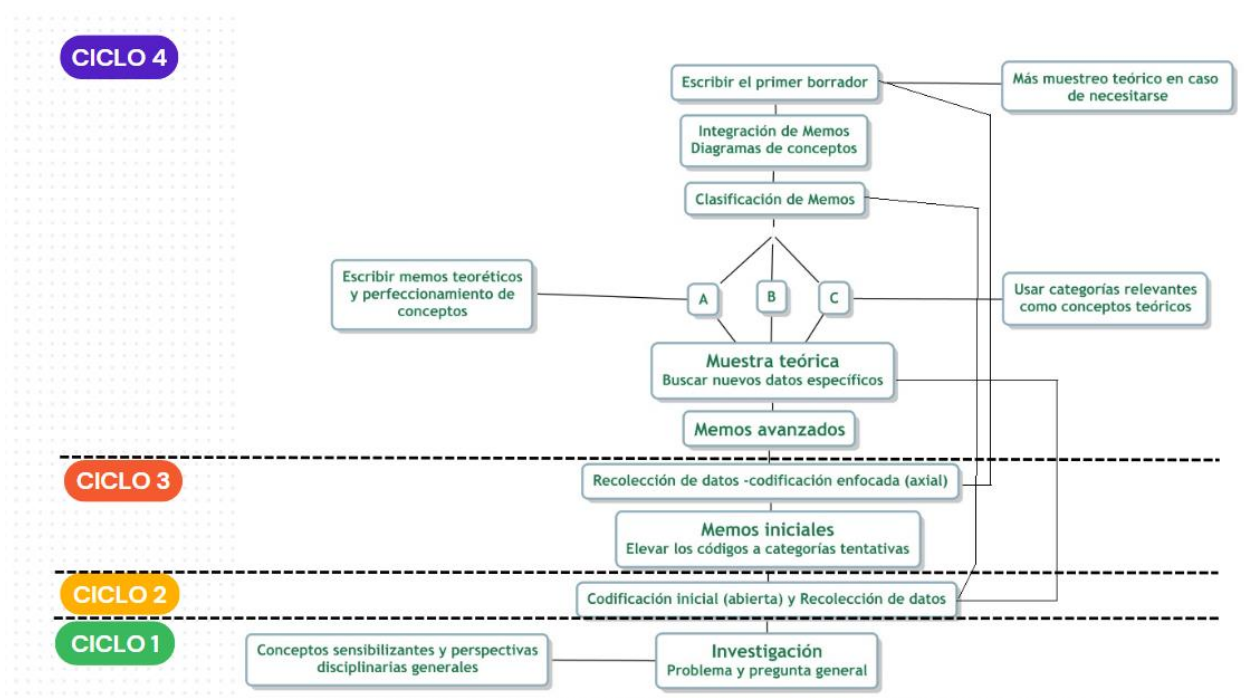 CICLO 4
Escribir el primer borrador
Más muestreo teórico en caso
de necesitarse
Integración de Memos
Diagramas de conceptos
Clasificación de Memos
Escribir memos teoréticos
y perfeccionamiento de
conceptos
A
B
C
Usar categorías relevantes
como conceptos teóricos
Muestra teórica
Buscar nuevos datos específicos
Memos avanzados
CICLO 3
Recolección de datos -codificación enfocada (axial)
Memos iniciales
Elevar los códigos a categorías tentativas
CICLO 2
Codificación inicial (abierta) y Recolección de datos
CICLO 1
Conceptos sensibilizantes y perspectivas
disciplinarias generales
Investigación
Problema y pregunta general